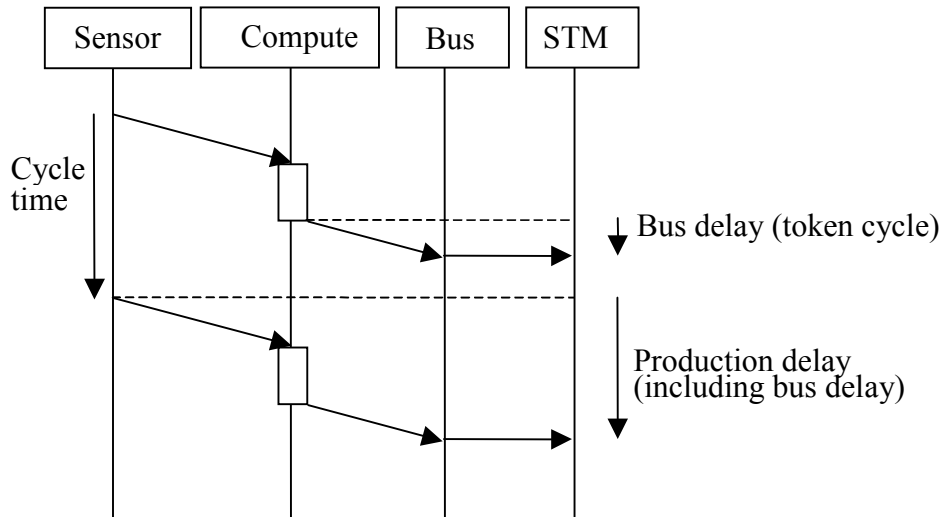 Sensor
Compute
Bus
STM
Cycle
time
Bus delay (token cycle)
Production delay
(including bus delay)